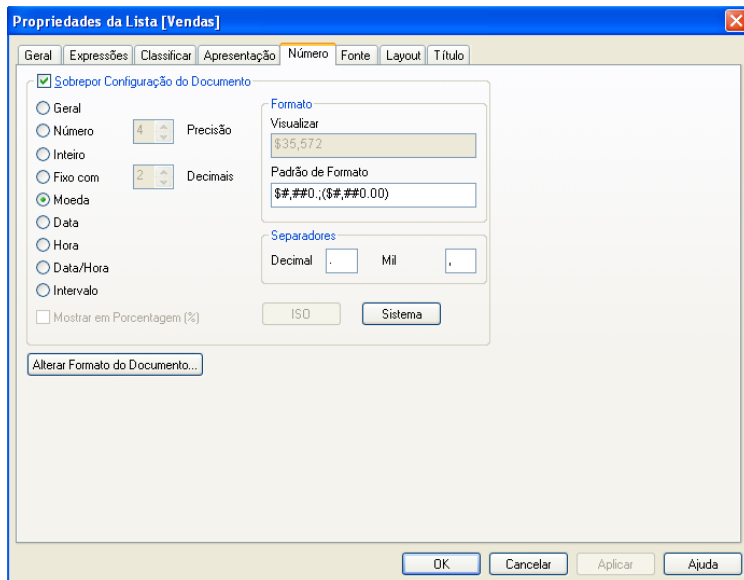 Propriedades da Lista [Vendas]
Geral Expressões Classificar Apresentação Número Fonte Layout Título
Sobrepor Configuração do Documento
Geral
Número 4 Precisão
Inteiro
Fixo com 2 Decimais
Moeda
Data
Hora
Data/Hora
Intervalo
Mostrar em Porcentagem (%)
Formato
Visualizar
$35,572
Padrão de Formato
$#,##0.;($#,##0.00)
Separadores
Decimal . Mil ,
ISO Sistema
Alterar Formato do Documento...
OK Cancelar Aplicar Ajuda